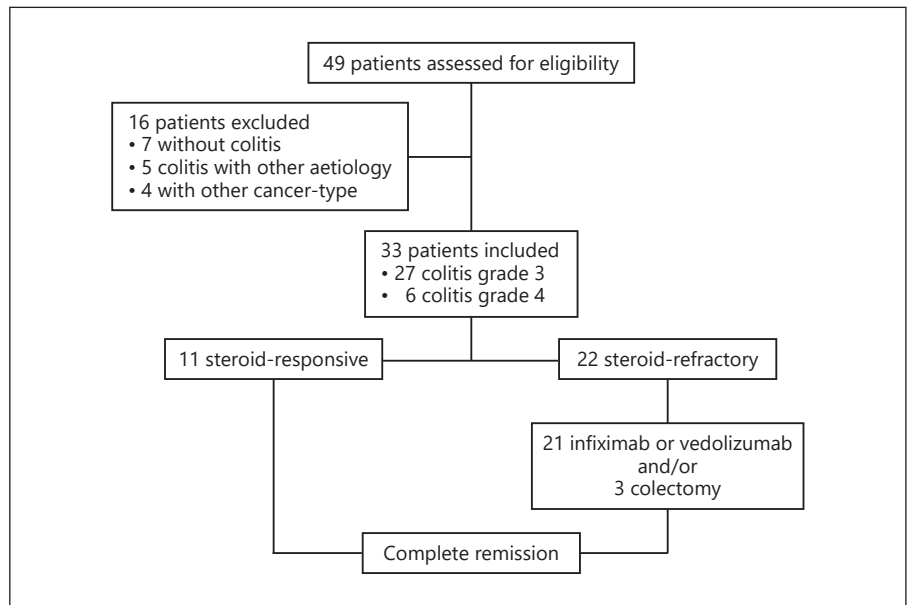 49 patients assessed for eligibility
16 patients excluded
• 7 without colitis
• 5 colitis with other aetiology
• 4 with other cancer-type
33 patients included
• 27 colitis grade 3
• 6 colitis grade 4
11 steroid-responsive
22 steroid-refractory
21 infiximab or vedolizumab
and/or
3 colectomy
Complete remission